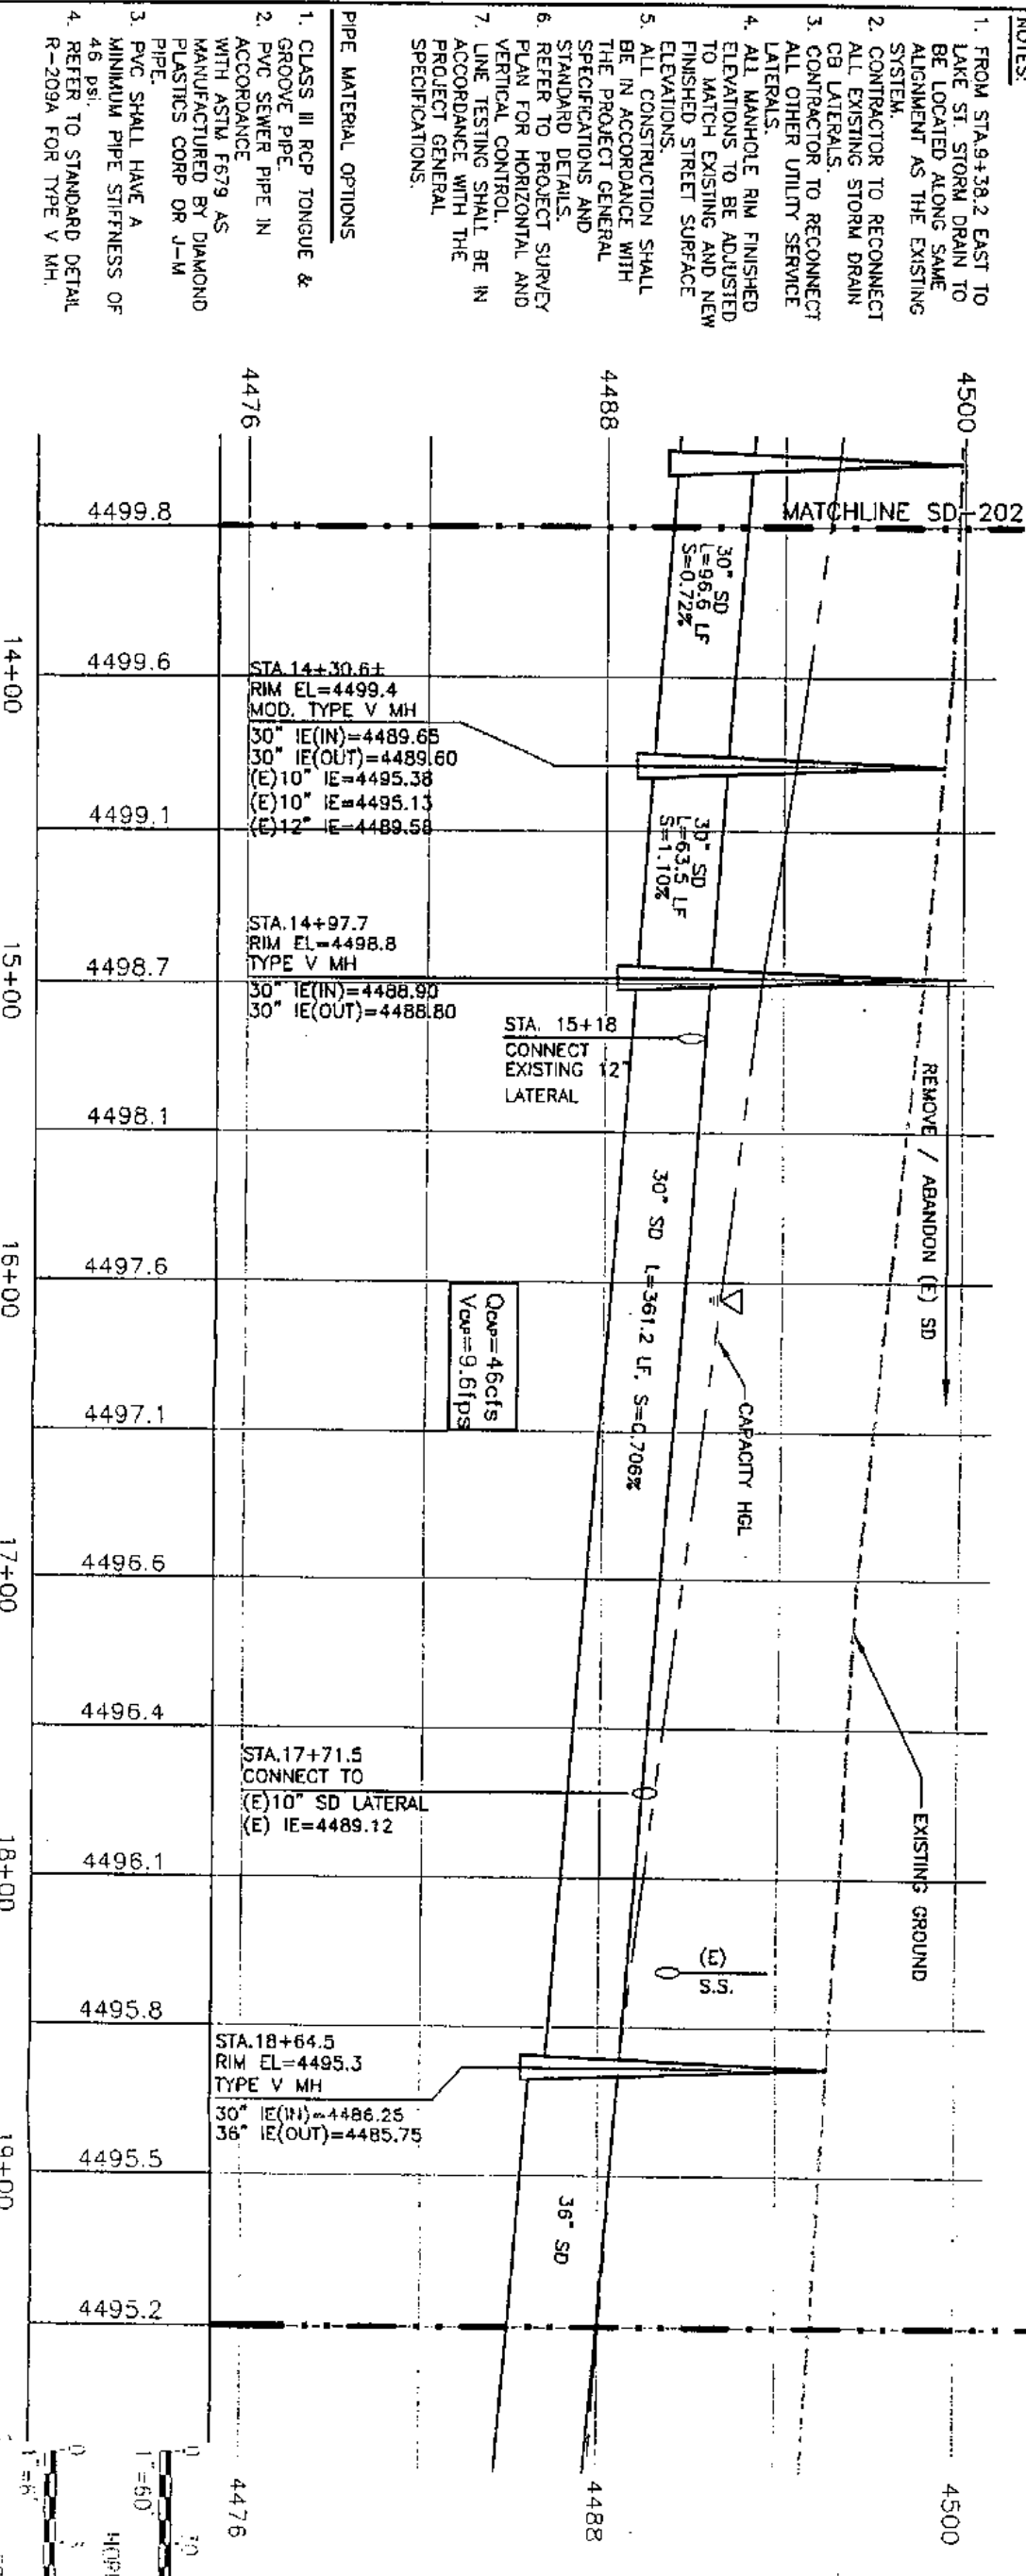 NOTES:
1. FROM STA.9+38.2 EAST TO
LAKE ST. STORM DRAIN TO
BE LOCATED ALONG SAME
ALIGNMENT AS THE EXISTING
SYSTEM.
2. CONTRACTOR TO RECONNECT
ALL EXISTING STORM DRAIN
CB LATERALS.
3. CONTRACTOR TO RECONNECT
ALL OTHER UTILITY SERVICE
LATERALS.
4. ALL MANHOLE RIM FINISHED
ELEVATIONS TO BE ADJUSTED
TO MATCH EXISTING AND NEW
FINISHED STREET SURFACE
ELEVATIONS.
5. ALL CONSTRUCTION SHALL
BE IN ACCORDANCE WITH
THE PROJECT GENERAL
SPECIFICATIONS AND
STANDARD DETAILS.
6. REFER TO PROJECT SURVEY
PLAN FOR HORIZONTAL AND
VERTICAL CONTROL.
7. LINE TESTING SHALL BE IN
ACCORDANCE WITH THE
PROJECT GENERAL
SPECIFICATIONS.
PIPE MATERIAL OPTIONS
1. CLASS III RCP TONGUE &
GROOVE PIPE.
2. PVC SEWER PIPE IN
ACCORDANCE
WITH ASTM F679 AS
MANUFACTURED BY DIAMOND
PLASTICS CORP OR J-M
PIPE.
3. PVC SHALL HAVE A
MINIMUM PIPE STIFFNESS OF
46 psi.
4. REFER TO STANDARD DETAIL
R-209A FOR TYPE V MH.
4500
4488
4476
MATCHLINE SD-202
4499.8
30" SD
L=96.6 LF
S=0.72%
4499.6
14+00
STA.14+30.6±
RIM EL=4499.4
MOD. TYPE V MH
30" IE(IN)=4489.65
30" IE(OUT)=4489.60
(E)10" IE=4495.38
(E)10" IE=4495.13
(E)12" IE=4489.58
4499.1
30" SD
L=63.5 LF
S=1.10%
STA.14+97.7
RIM EL=4498.8
TYPE V MH
30" IE(IN)=4488.90
30" IE(OUT)=4488.80
4498.7
15+00
STA. 15+18
CONNECT
EXISTING 12"
LATERAL
REMOVE / ABANDON (E) SD
4498.1
30" SD L=361.2 LF, S=0.706%
4497.6
16+00
QCAP=46cfs
VCAP=9.6fps
CAPACITY HGL
4497.1
4496.6
17+00
EXISTING GROUND
4496.4
STA.17+71.5
CONNECT TO
(E)10" SD LATERAL
(E) IE=4489.12
4496.1
18+00
(E)
S.S.
4495.8
STA.18+64.5
RIM EL=4495.3
TYPE V MH
30" IE(IN)=4486.25
36" IE(OUT)=4485.75
4495.5
19+00
36" SD
4495.2
4500
4488
4476
0
30
1"=60'
0
3
1"=6'